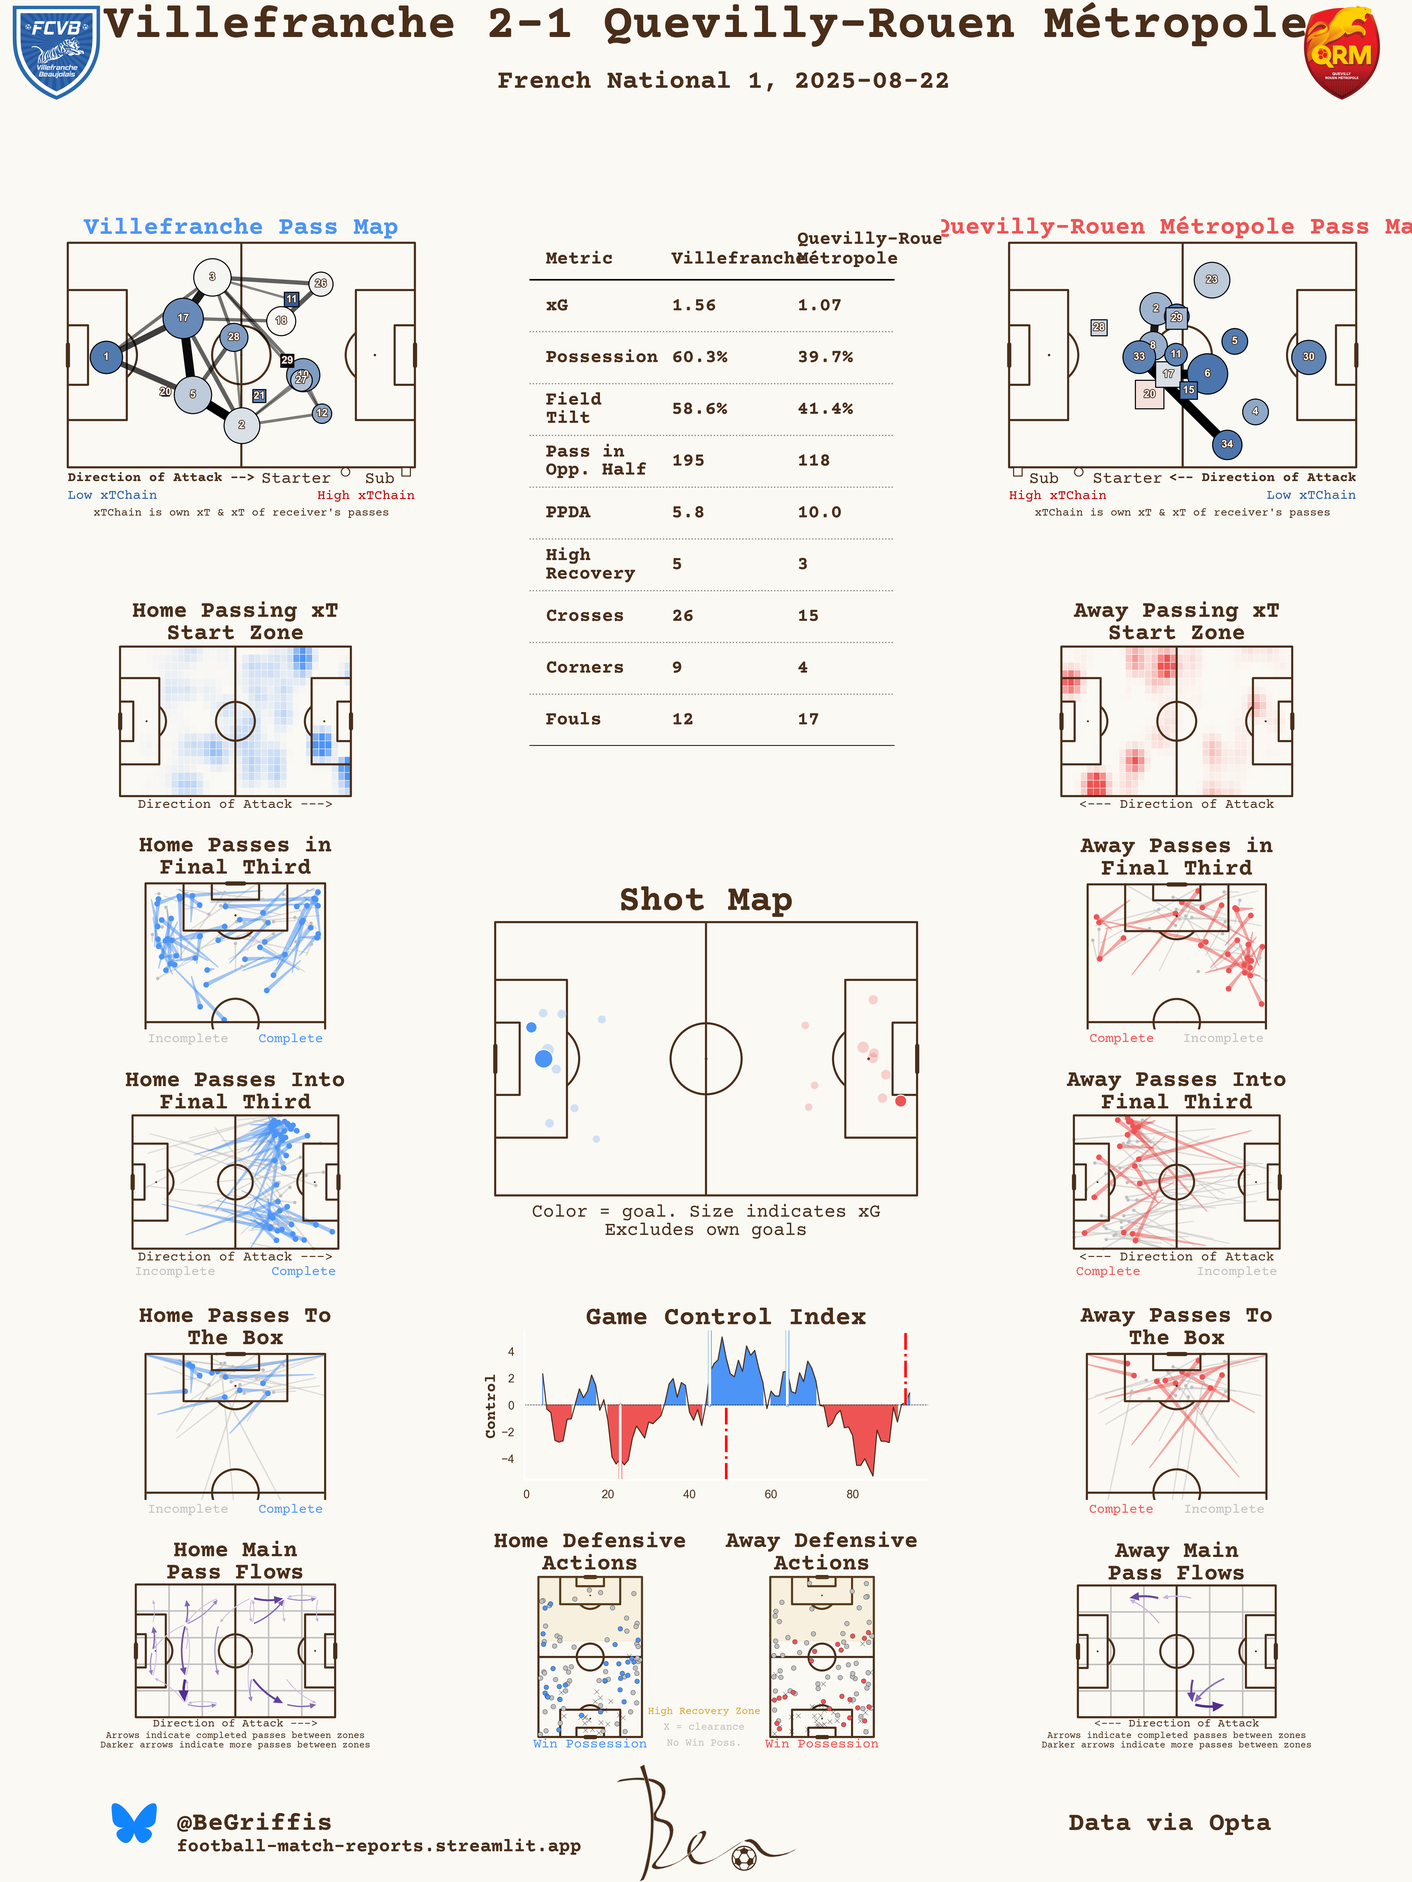 Villefranche 2-1 Quevilly-Rouen Métropole
French National 1, 2025-08-22
FCVB
Villefranche
Beaujolais
QRM
QUEVILLY
ROUEN MÉTROPOLE
Villefranche Pass Map
3
26
11
17
18
28
1
29
10
27
20
5
21
12
2
Direction of Attack --> Starter Sub
Low xTChain High xTChain
xTChain is own xT & xT of receiver's passes
Metric Villefranche Quevilly-Roue
Métropole
xG 1.56 1.07
Possession 60.3% 39.7%
Field
Tilt 58.6% 41.4%
Pass in
Opp. Half 195 118
PPDA 5.8 10.0
High
Recovery 5 3
Crosses 26 15
Corners 9 4
Fouls 12 17
Quevilly-Rouen Métropole Pass Ma
23
2
29
28
8
5
33
11
30
17
6
20
15
4
34
Sub Starter <-- Direction of Attack
High xTChain Low xTChain
xTChain is own xT & xT of receiver's passes
Home Passing xT
Start Zone
Direction of Attack --->
Away Passing xT
Start Zone
<--- Direction of Attack
Home Passes in
Final Third
Incomplete Complete
Away Passes in
Final Third
Complete Incomplete
Shot Map
Color = goal. Size indicates xG
Excludes own goals
Home Passes Into
Final Third
Direction of Attack --->
Incomplete Complete
Away Passes Into
Final Third
<--- Direction of Attack
Complete Incomplete
Home Passes To
The Box
Incomplete Complete
Game Control Index
Control
4
2
0
−2
−4
0 20 40 60 80
Away Passes To
The Box
Complete Incomplete
Home Main
Pass Flows
Direction of Attack --->
Arrows indicate completed passes between zones
Darker arrows indicate more passes between zones
Home Defensive
Actions
Win Possession
High Recovery Zone
X = clearance
No Win Poss.
Away Defensive
Actions
Win Possession
Away Main
Pass Flows
<--- Direction of Attack
Arrows indicate completed passes between zones
Darker arrows indicate more passes between zones
@BeGriffis
football-match-reports.streamlit.app
Ben
Data via Opta